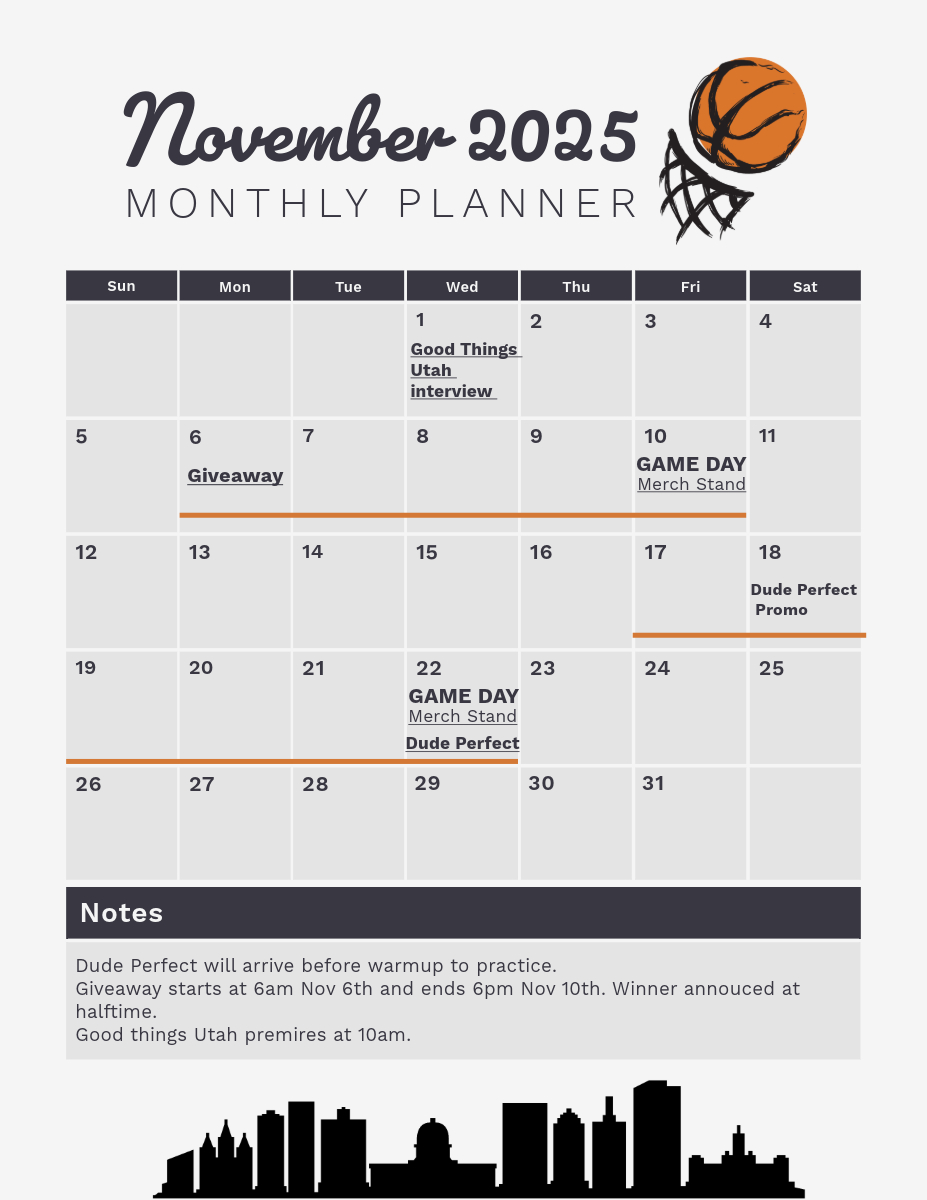 November 2025
MONTHLY PLANNER
Sun Mon Tue Wed Thu Fri Sat
1 2 3 4
Good Things
Utah
interview
5 6 7 8 9 10 11
Giveaway
GAME DAY
Merch Stand
12 13 14 15 16 17 18
Dude Perfect
Promo
19 20 21 22 23 24 25
GAME DAY
Merch Stand
Dude Perfect
26 27 28 29 30 31
Notes
Dude Perfect will arrive before warmup to practice.
Giveaway starts at 6am Nov 6th and ends 6pm Nov 10th. Winner annouced at
halftime.
Good things Utah premires at 10am.